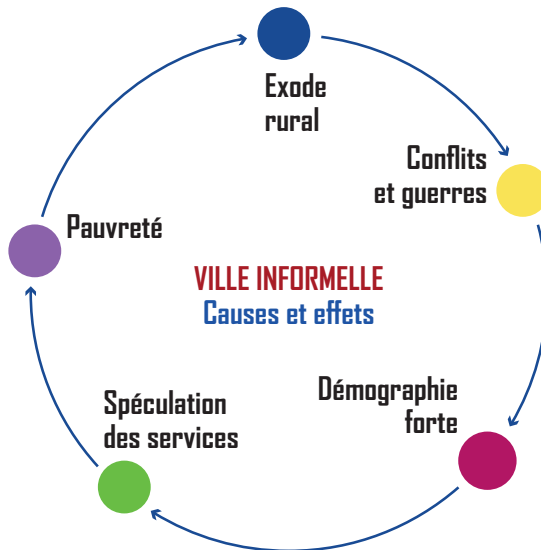 Exode
rural
Conflits
et guerres
Pauvreté
VILLE INFORMELLE
Causes et effets
Démographie
forte
Spéculation
des services